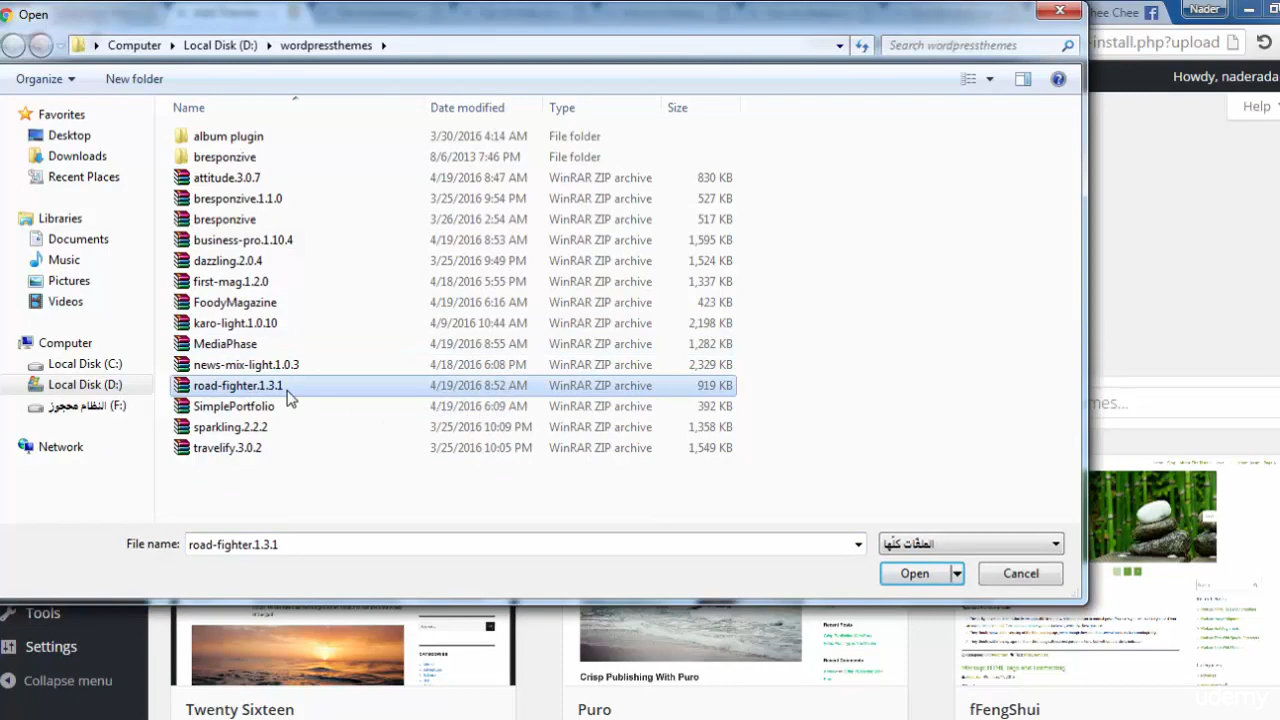 Open
hee Chee
Nader
Computer
Local Disk (D:)
wordpressthemes
Search wordpressthemes
-install.php?upload
Organize
New folder
Howdy, naderada
Help
Name
Date modified
Type
Size
Favorites
Desktop
Downloads
Recent Places
Libraries
Documents
Music
Pictures
Videos
Computer
Local Disk (C:)
Local Disk (D:)
النظام محجوز (F:)
Network
album plugin 3/30/2016 4:14 AM File folder
bresponzive 8/6/2013 7:46 PM File folder
attitude.3.0.7 4/19/2016 8:47 AM WinRAR ZIP archive 830 KB
bresponzive.1.1.0 3/25/2016 9:54 PM WinRAR ZIP archive 527 KB
bresponzive 3/26/2016 2:54 AM WinRAR ZIP archive 517 KB
business-pro.1.10.4 4/19/2016 8:53 AM WinRAR ZIP archive 1,595 KB
dazzling.2.0.4 3/25/2016 9:49 PM WinRAR ZIP archive 1,524 KB
first-mag.1.2.0 4/18/2016 5:55 PM WinRAR ZIP archive 1,337 KB
FoodyMagazine 4/19/2016 6:16 AM WinRAR ZIP archive 423 KB
karo-light.1.0.10 4/9/2016 10:44 AM WinRAR ZIP archive 2,198 KB
MediaPhase 4/19/2016 8:55 AM WinRAR ZIP archive 1,282 KB
news-mix-light.1.0.3 4/18/2016 6:08 PM WinRAR ZIP archive 2,329 KB
road-fighter.1.3.1 4/19/2016 8:52 AM WinRAR ZIP archive 919 KB
SimplePortfolio 4/19/2016 6:09 AM WinRAR ZIP archive 392 KB
sparkling.2.2.2 3/25/2016 10:09 PM WinRAR ZIP archive 1,358 KB
travelify.3.0.2 3/25/2016 10:05 PM WinRAR ZIP archive 1,549 KB
mes...
File name:
road-fighter.1.3.1
الملفّات كلّها
Open
Cancel
Tools
Settings
Collapse menu
CATEGORIES
Recent Posts
Recent Comments
Crisp Publishing With Puro
Twenty Sixteen
Puro
fFengShui
udemy